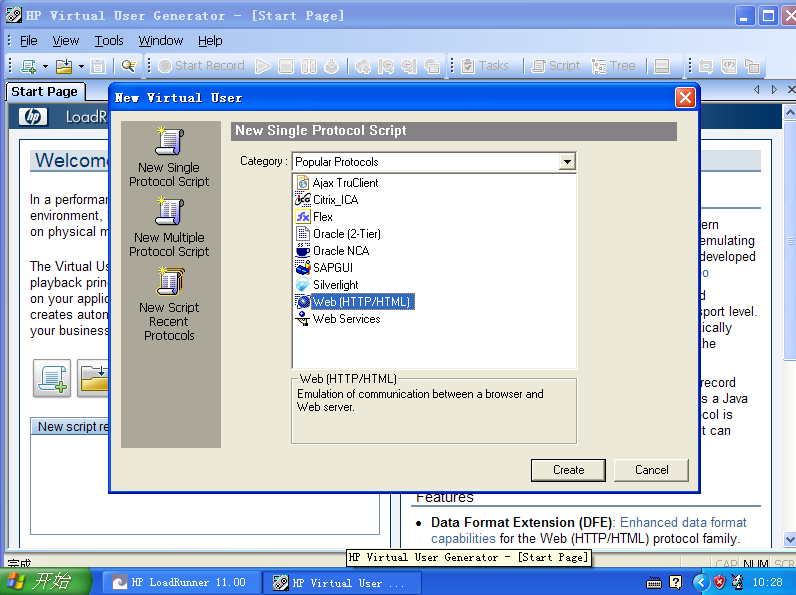 HP Virtual User Generator - [Start Page]
File View Tools Window Help
Start Record Tasks Script Tree
Start Page
hp LoadR
Welcom
In a performa
environment,
on physical m
The Virtual Us
playback prin
on your applic
creates auton
your business
New script re
New Virtual User
New Single Protocol Script
New Multiple Protocol Script
New Script Recent Protocols
New Single Protocol Script
Category : Popular Protocols
Ajax TruClient
Citrix_ICA
Flex
Oracle (2-Tier)
Oracle NCA
SAPGUI
Silverlight
Web (HTTP/HTML)
Web Services
Web (HTTP/HTML)
Emulation of communication between a browser and
Web server.
Create Cancel
ern
emulating
developed
o
d
sport level.
tically
he
record
s a Java
col is
t can
Features
• Data Format Extension (DFE): Enhanced data format
capabilities for the Web (HTTP/HTML) protocol family.
HP Virtual User Generator - [Start Page]
完成
CAP NUM SCR
开始 HP LoadRunner 11.00 HP Virtual User ... 10:28